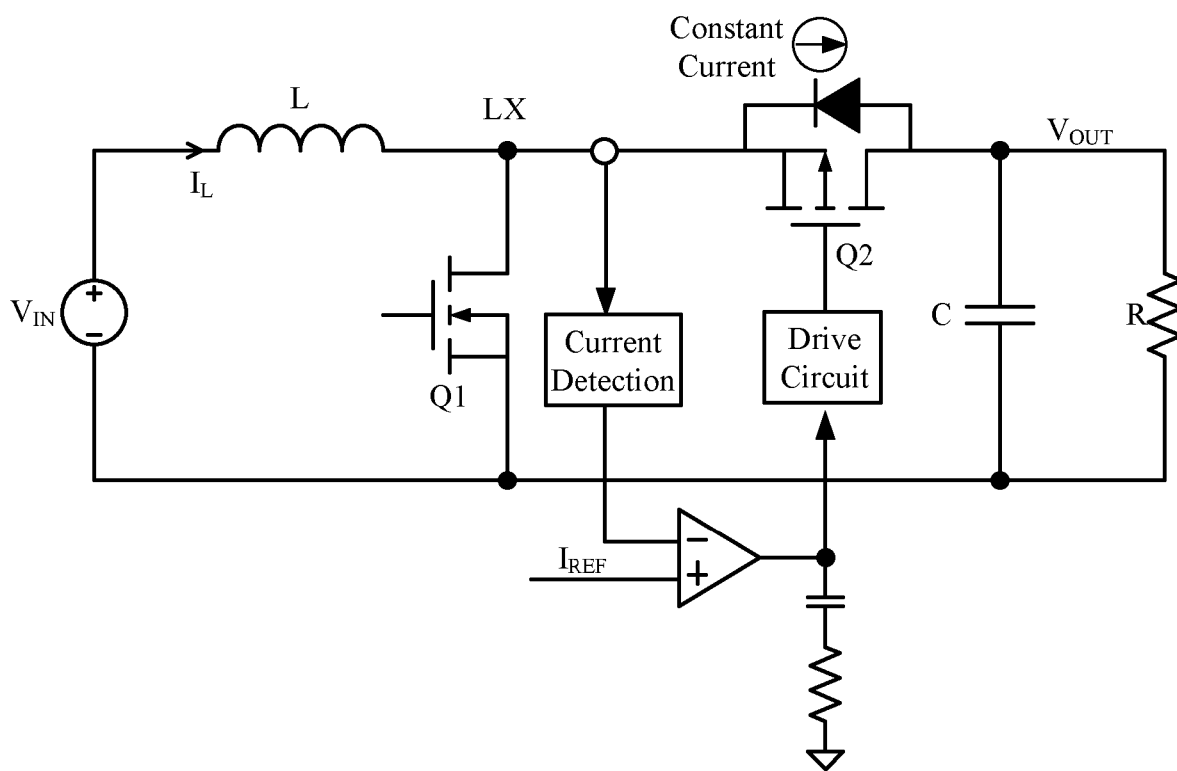 Constant
Current
L
LX
V_OUT
I_L
Q2
V_IN
+
-
Q1
Current
Detection
Drive
Circuit
C
R
I_REF
-
+